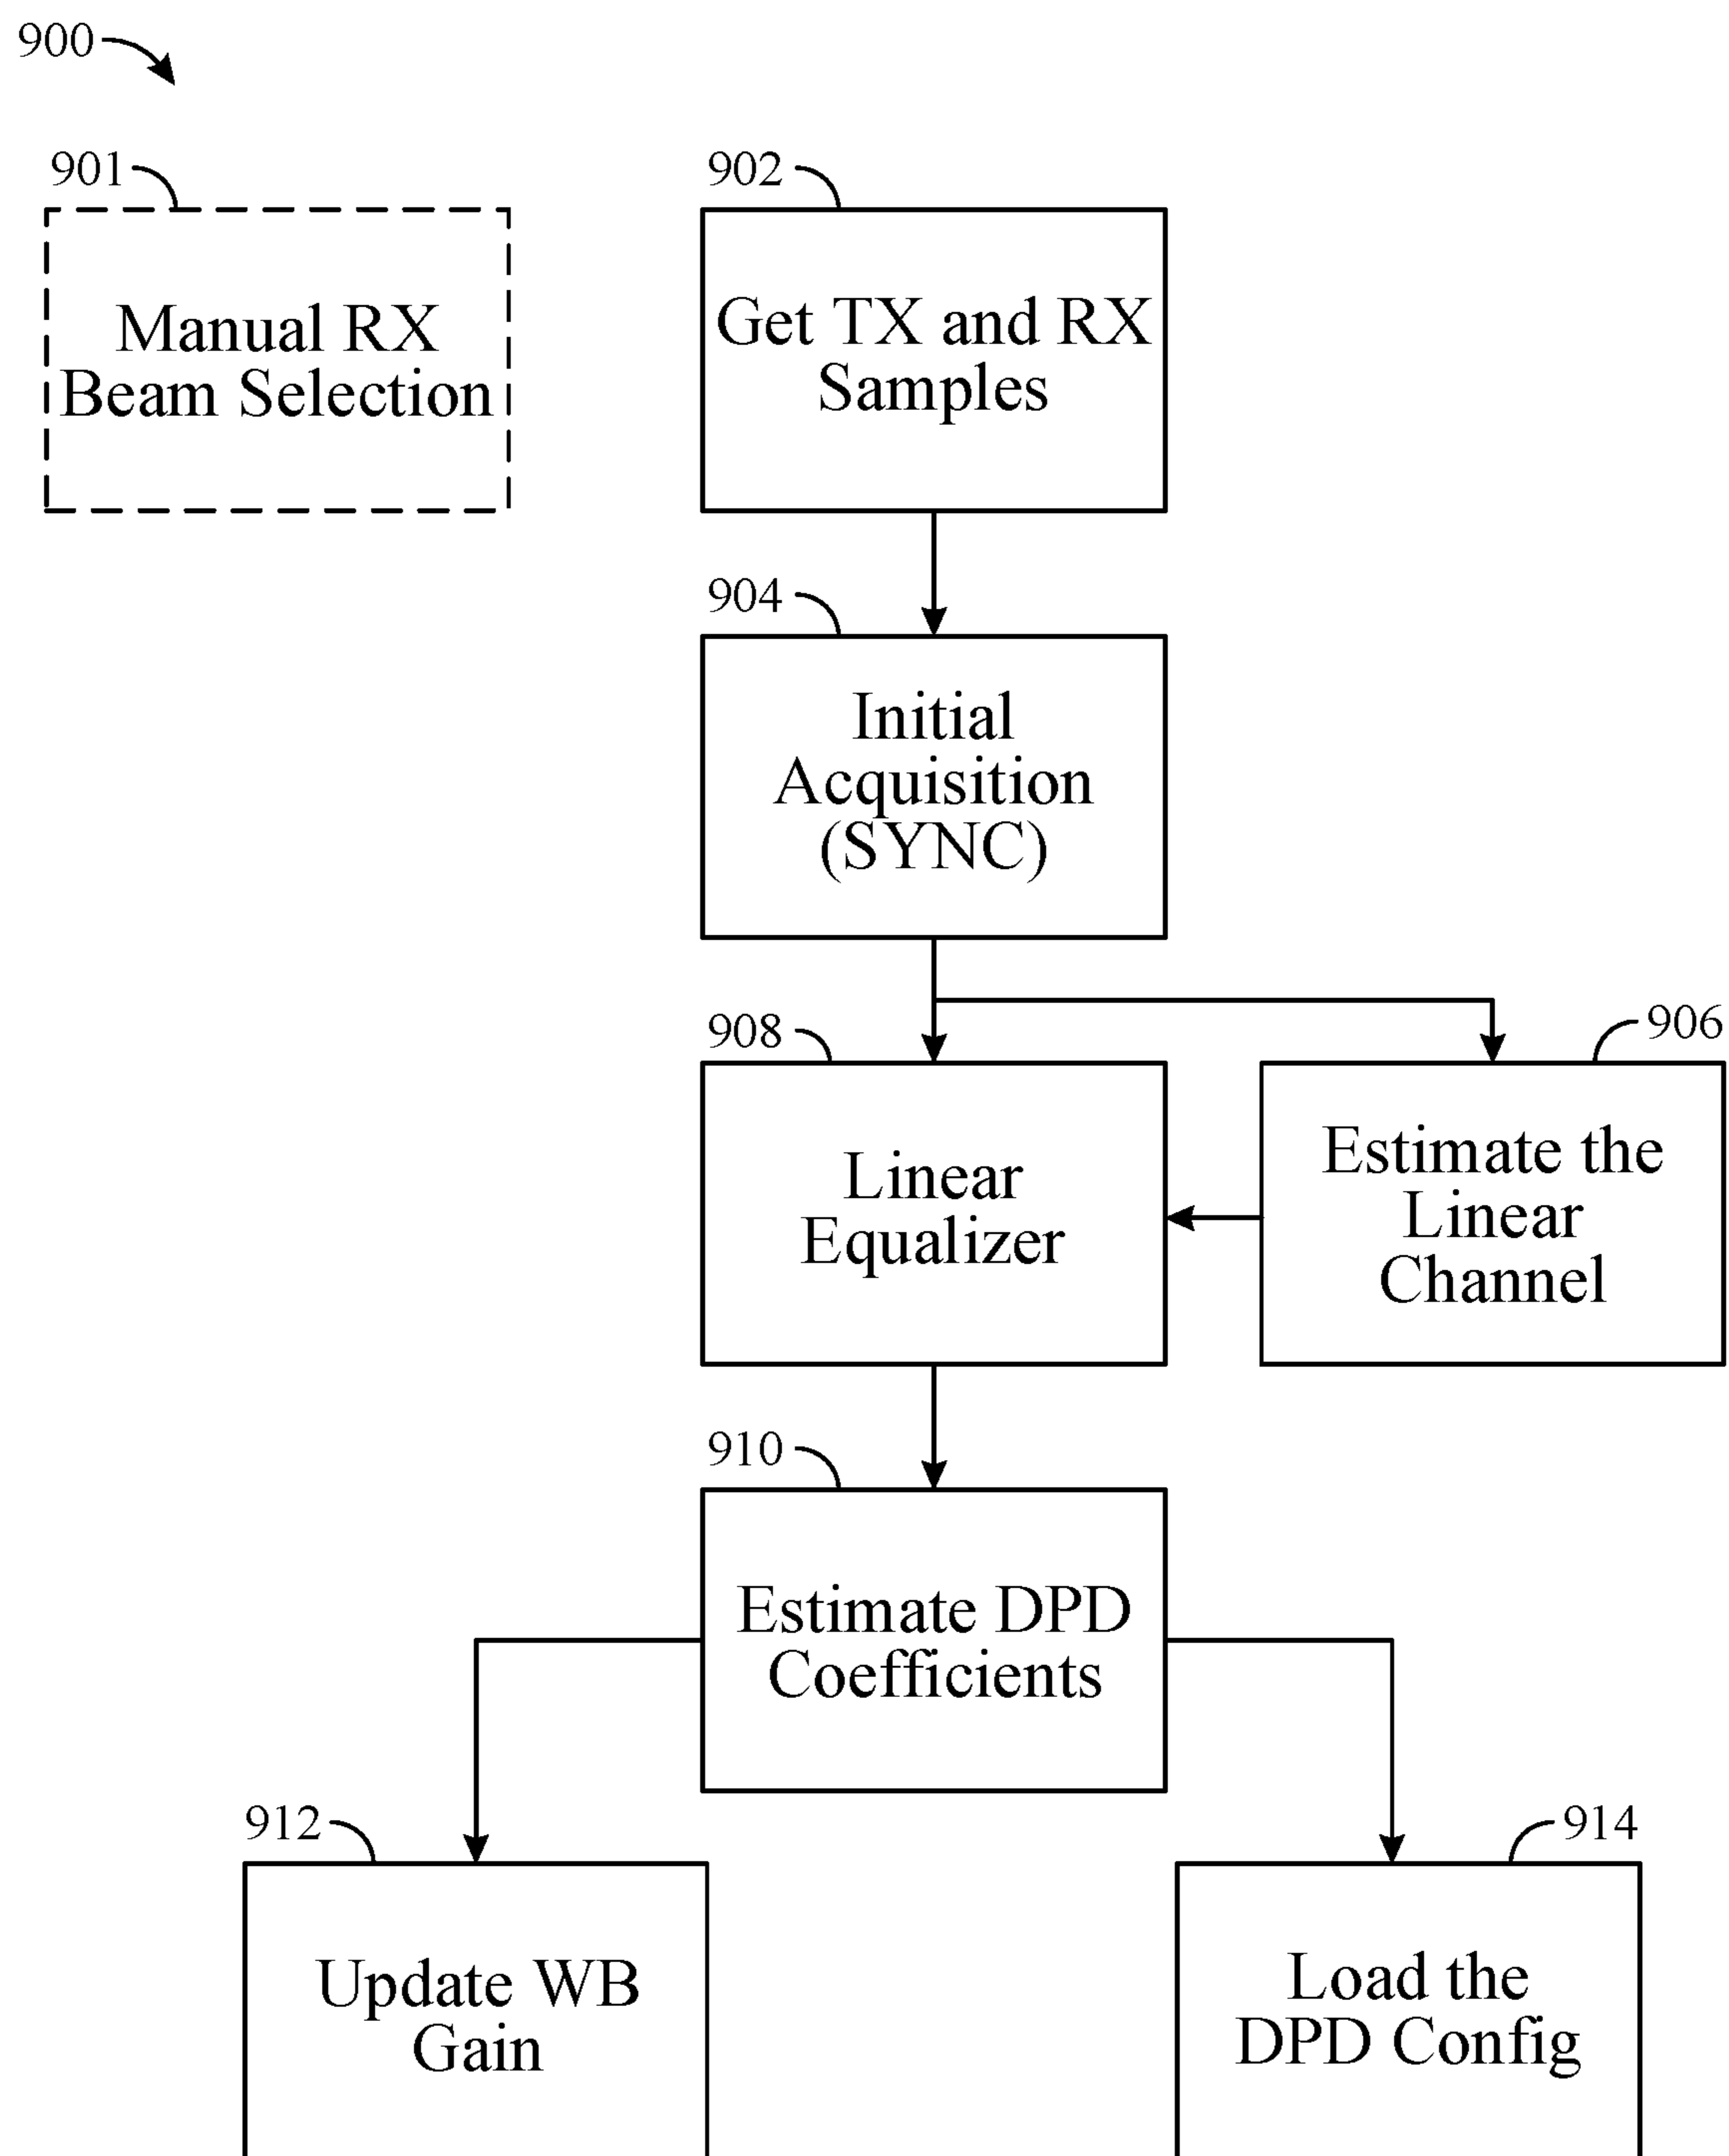 900
901
Manual RX
Beam Selection
902
Get TX and RX
Samples
904
Initial
Acquisition
(SYNC)
908
Linear
Equalizer
906
Estimate the
Linear
Channel
910
Estimate DPD
Coefficients
912
Update WB
Gain
914
Load the
DPD Config